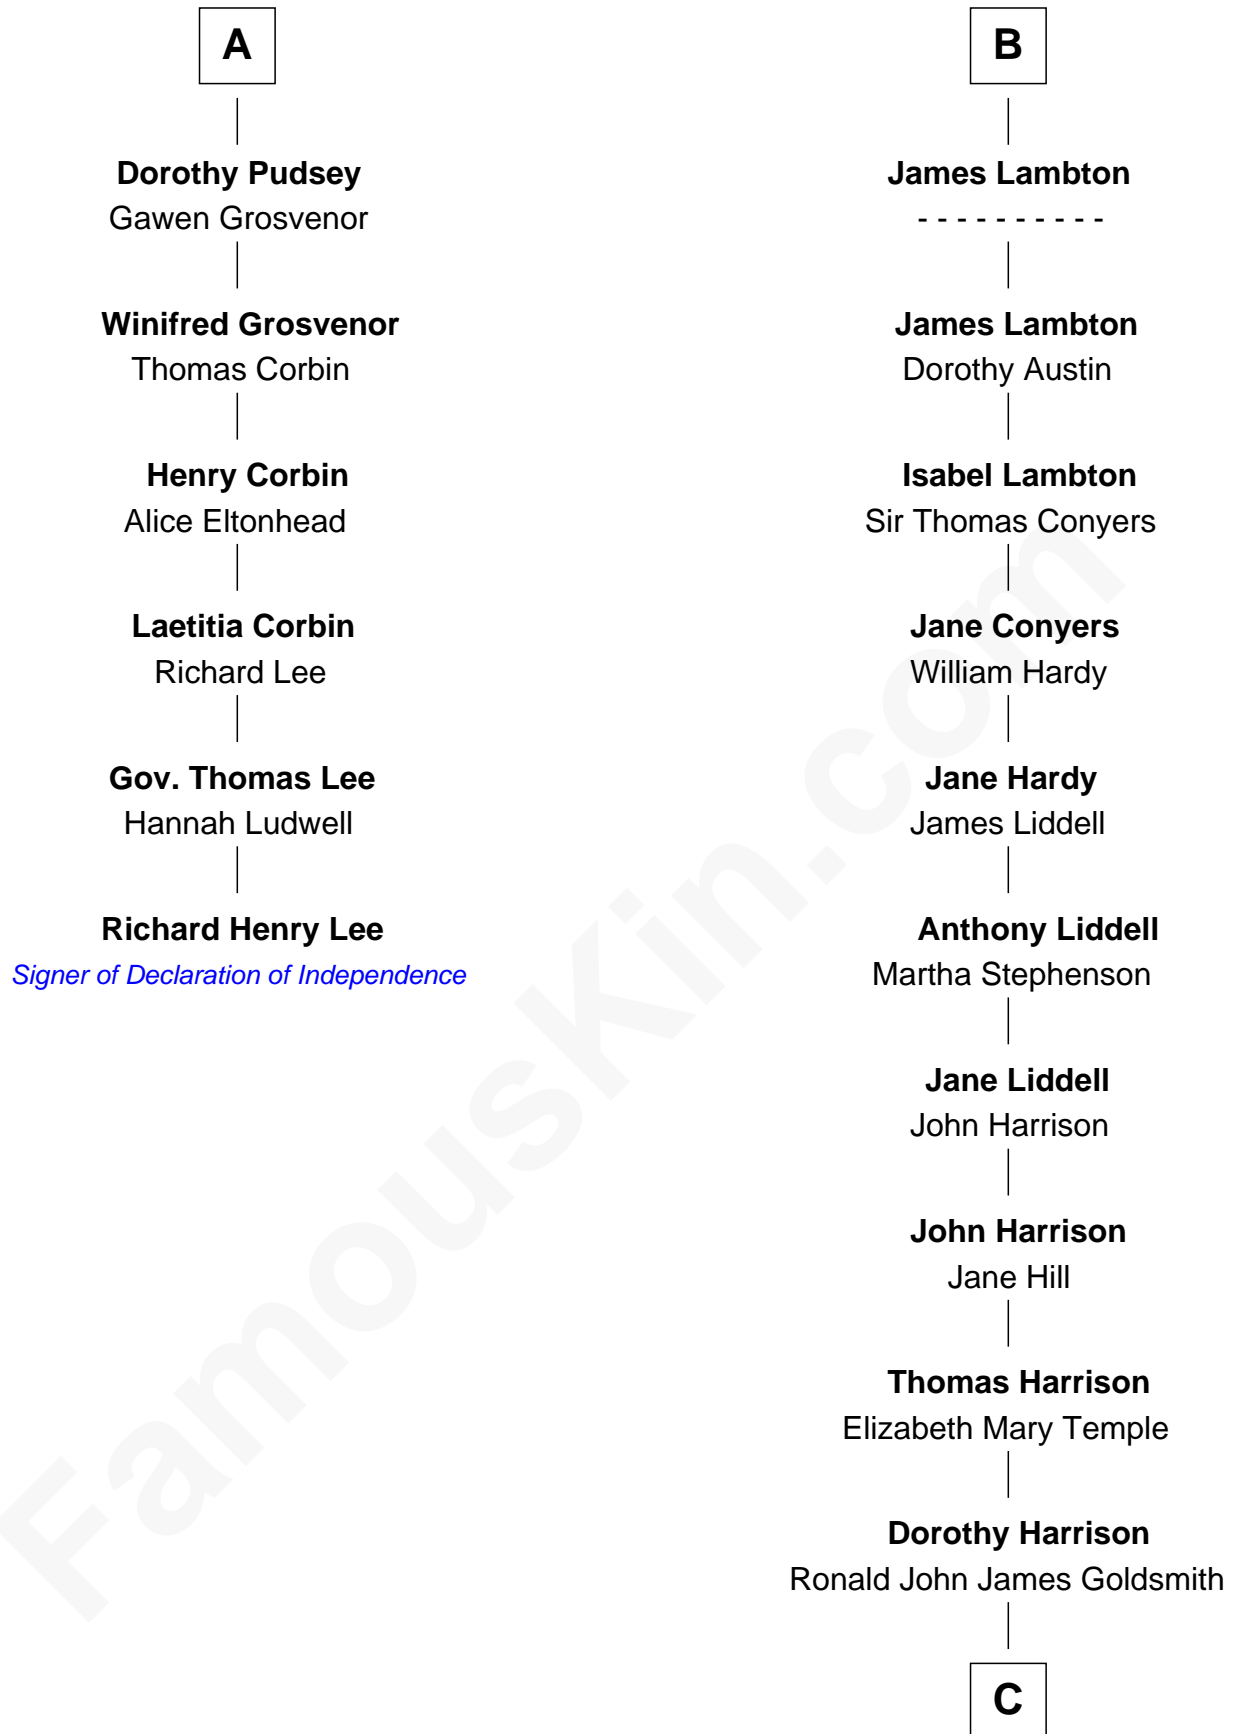 A
Dorothy Pudsey
Gawen Grosvenor
Winifred Grosvenor
Thomas Corbin
Henry Corbin
Alice Eltonhead
Laetitia Corbin
Richard Lee
Gov. Thomas Lee
Hannah Ludwell
Richard Henry Lee
Signer of Declaration of Independence
B
James Lambton
- - - - - - - - - -
James Lambton
Dorothy Austin
Isabel Lambton
Sir Thomas Conyers
Jane Conyers
William Hardy
Jane Hardy
James Liddell
Anthony Liddell
Martha Stephenson
Jane Liddell
John Harrison
John Harrison
Jane Hill
Thomas Harrison
Elizabeth Mary Temple
Dorothy Harrison
Ronald John James Goldsmith
C
FamousKin.com